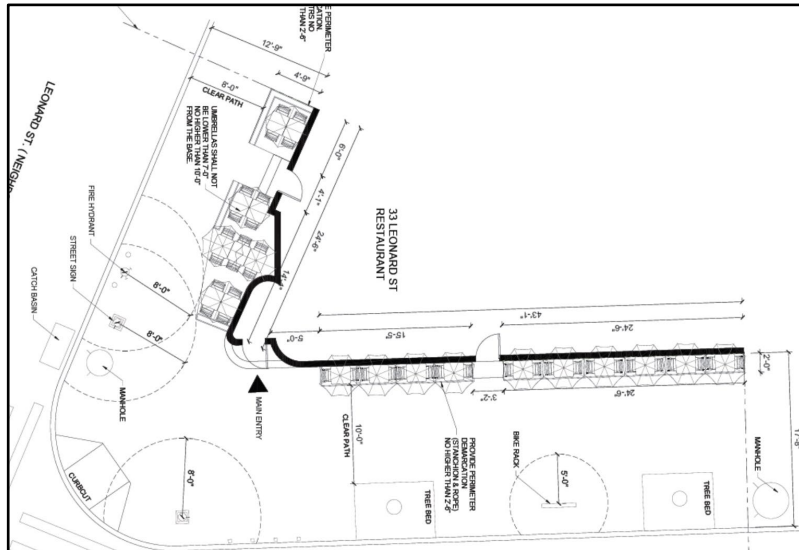 E PERIMETER
CATION.
TRS NO
THAN 2'-6"
12'-9"
4'-9"
8'-0"
CLEAR PATH
UMBRELLAS SHALL NOT
BE LOWER THAN 7'-0"
NO HIGHER THAN 10'-0"
FROM THE BASE.
6'-0"
4'-1"
24'-6"
LEONARD ST. ( NEIGH
FIRE HYDRANT
STREET SIGN
CATCH BASIN
8'-0"
8'-0"
MANHOLE
CURBCUT
8'-0"
MAIN ENTRY
33 LEONARD ST
RESTAURANT
5'-0"
15'-5"
43'-1"
24'-6"
2'-0"
3'-2"
24'-6"
17'-6"
CLEAR PATH
10'-0"
PROVIDE PERIMETER
DEMARCATION
(STANCHION & ROPE)
NO HIGHER THAN 2'-6"
BIKE RACK
5'-0"
TREE BED
TREE BED
MANHOLE